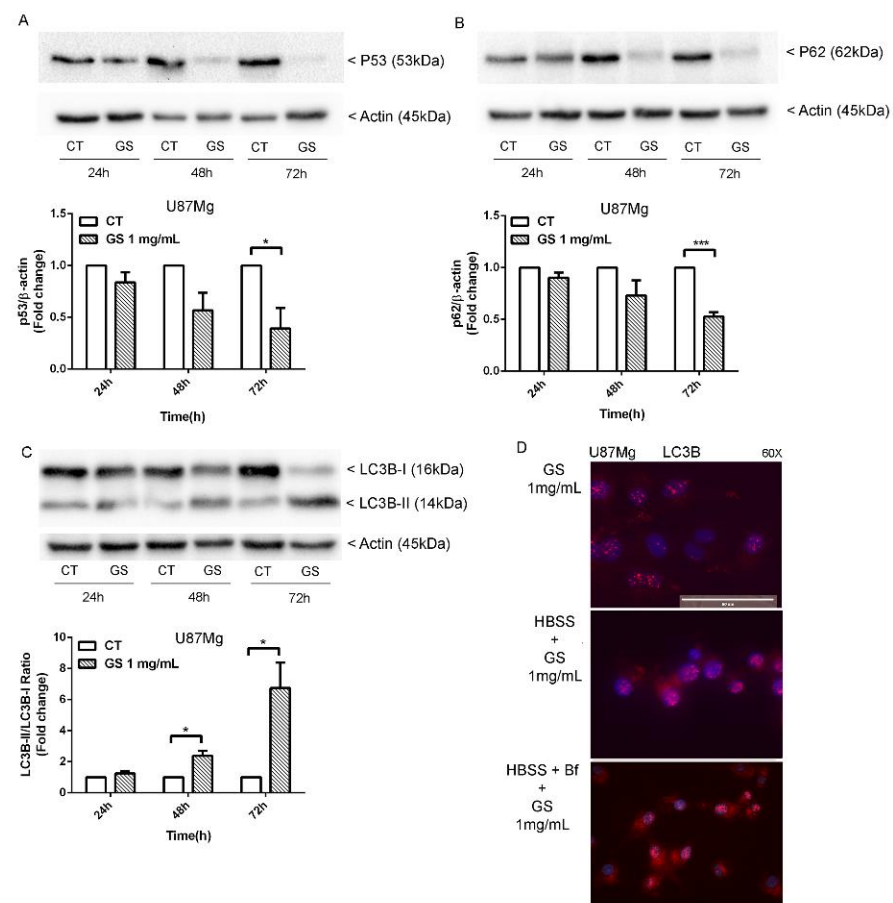 A
< P53 (53kDa)
< Actin (45kDa)
CT GS CT GS CT GS
24h 48h 72h
U87Mg
CT
GS 1 mg/mL
*
1.5
1.0
0.5
0.0
p53/β-actin
(Fold change)
24h 48h 72h
Time(h)
B
< P62 (62kDa)
< Actin (45kDa)
CT GS CT GS CT GS
24h 48h 72h
U87Mg
CT
GS 1 mg/mL
***
1.5
1.0
0.5
0.0
p62/β-actin
(Fold change)
24h 48h 72h
Time(h)
C
< LC3B-I (16kDa)
< LC3B-II (14kDa)
< Actin (45kDa)
CT GS CT GS CT GS
24h 48h 72h
U87Mg
CT
GS 1 mg/mL
*
*
10
8
6
4
2
0
LC3B-II/LC3B-I Ratio
(Fold change)
24h 48h 72h
Time(h)
D
U87Mg LC3B 60X
GS
1mg/mL
HBSS
+
GS
1mg/mL
HBSS + Bf
+
GS
1mg/mL